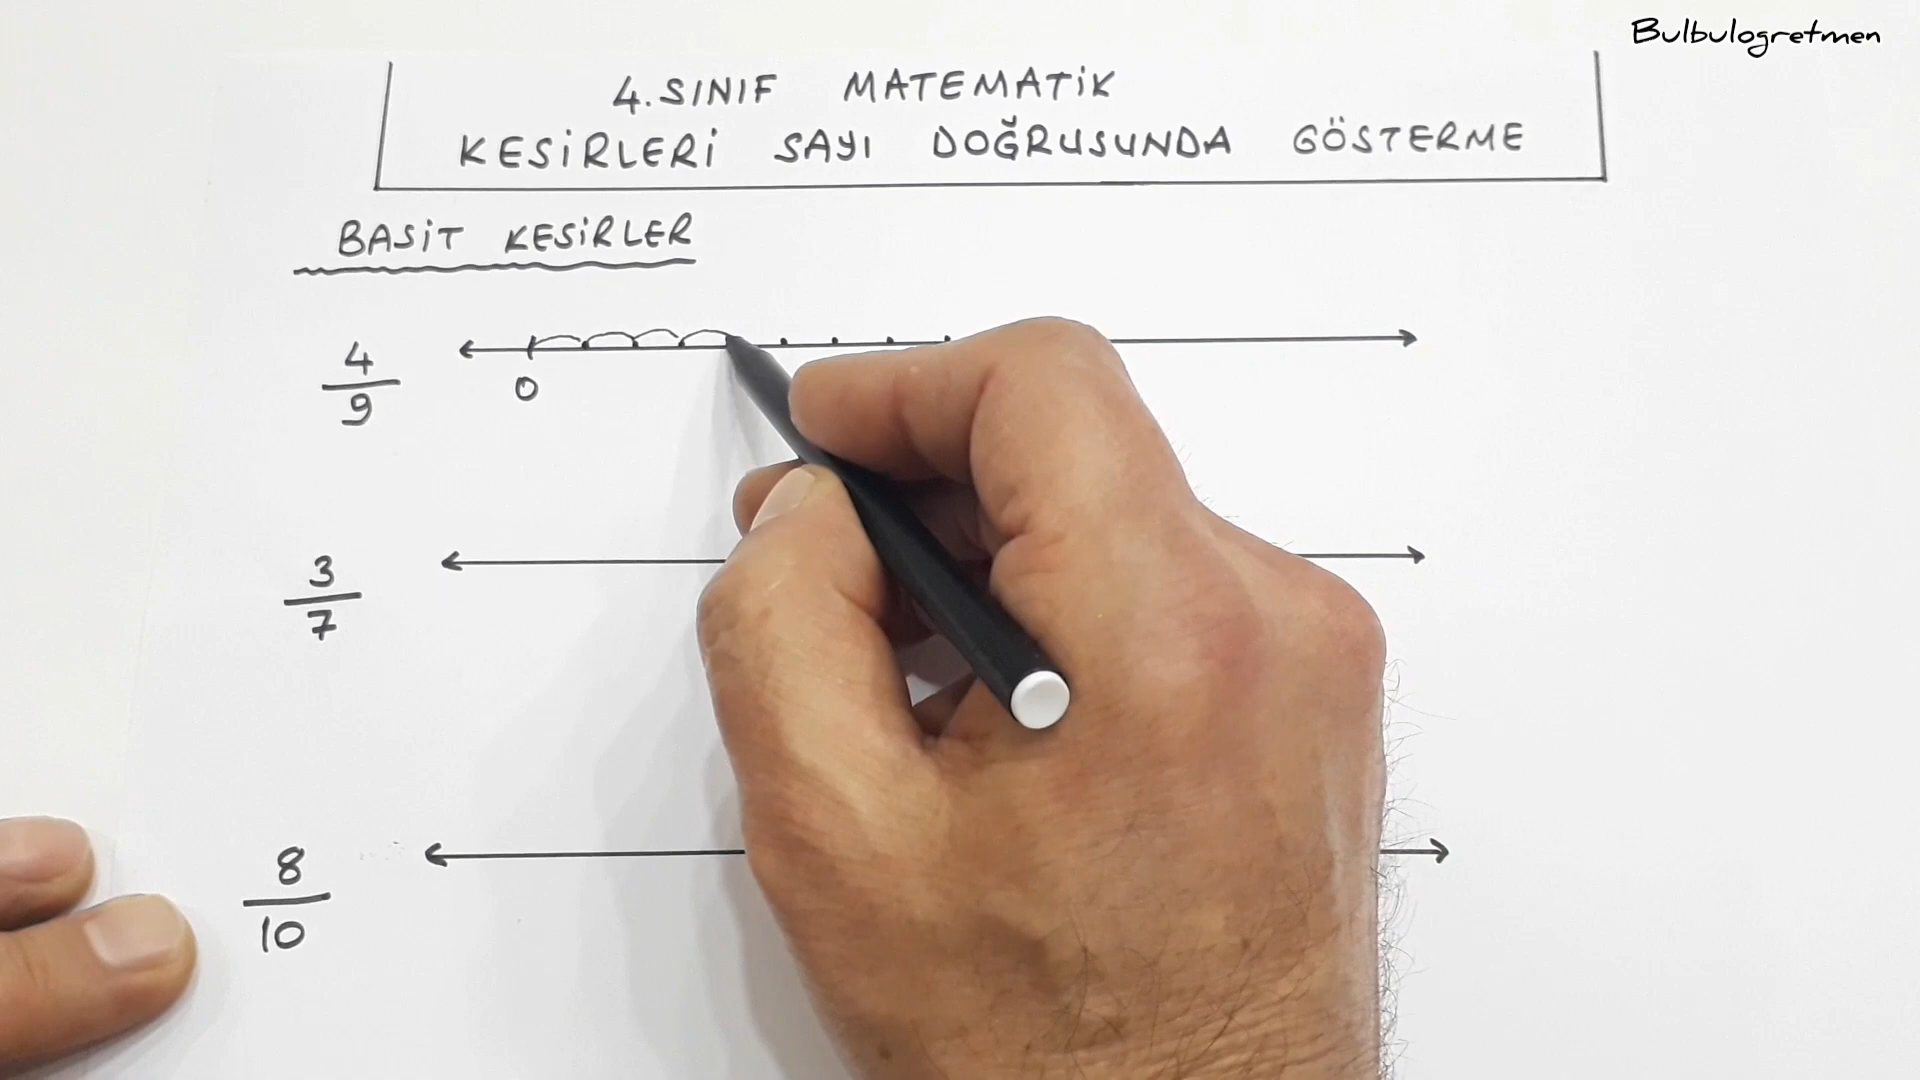 Bulbulogretmen
4. SINIF MATEMATİK
KESİRLERİ SAYI DOĞRUSUNDA GÖSTERME
BASİT KESİRLER
4
9
0
3
7
8
10